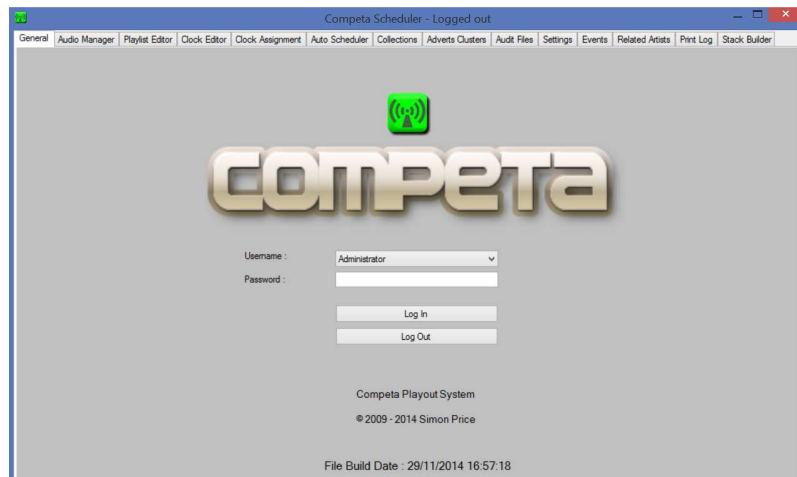 Competa Scheduler - Logged out
General Audio Manager Playlist Editor Clock Editor Clock Assignment Auto Scheduler Collections Adverts Clusters Audit Files Settings Events Related Artists Print Log Stack Builder
competa
Username : Administrator
Password :
Log In
Log Out
Competa Playout System
© 2009 - 2014 Simon Price
File Build Date : 29/11/2014 16:57:18